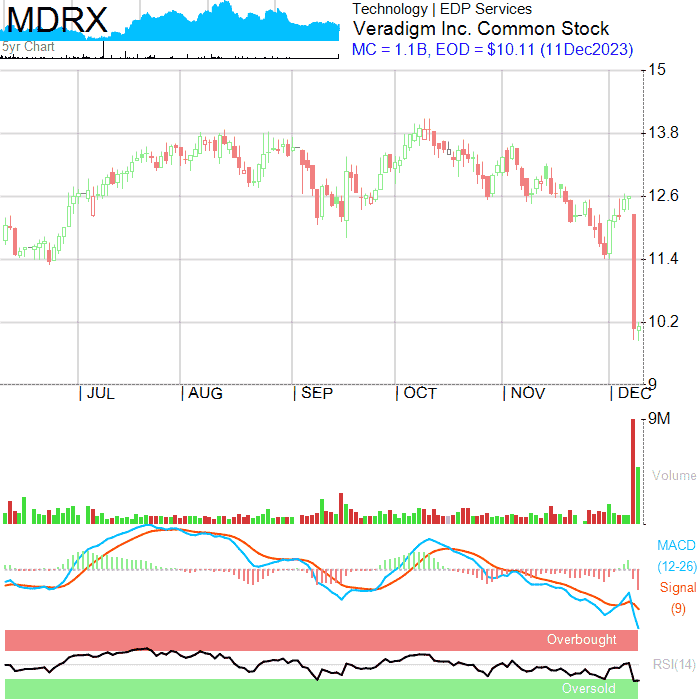 MDRX
5yr Chart
Technology | EDP Services
Veradigm Inc. Common Stock
MC = 1.1B, EOD = $10.11 (11Dec2023)
15
13.8
12.6
11.4
10.2
9
JUL AUG SEP OCT NOV DEC
9M
Volume
MACD
(12-26)
Signal
(9)
Overbought
RSI(14)
Oversold